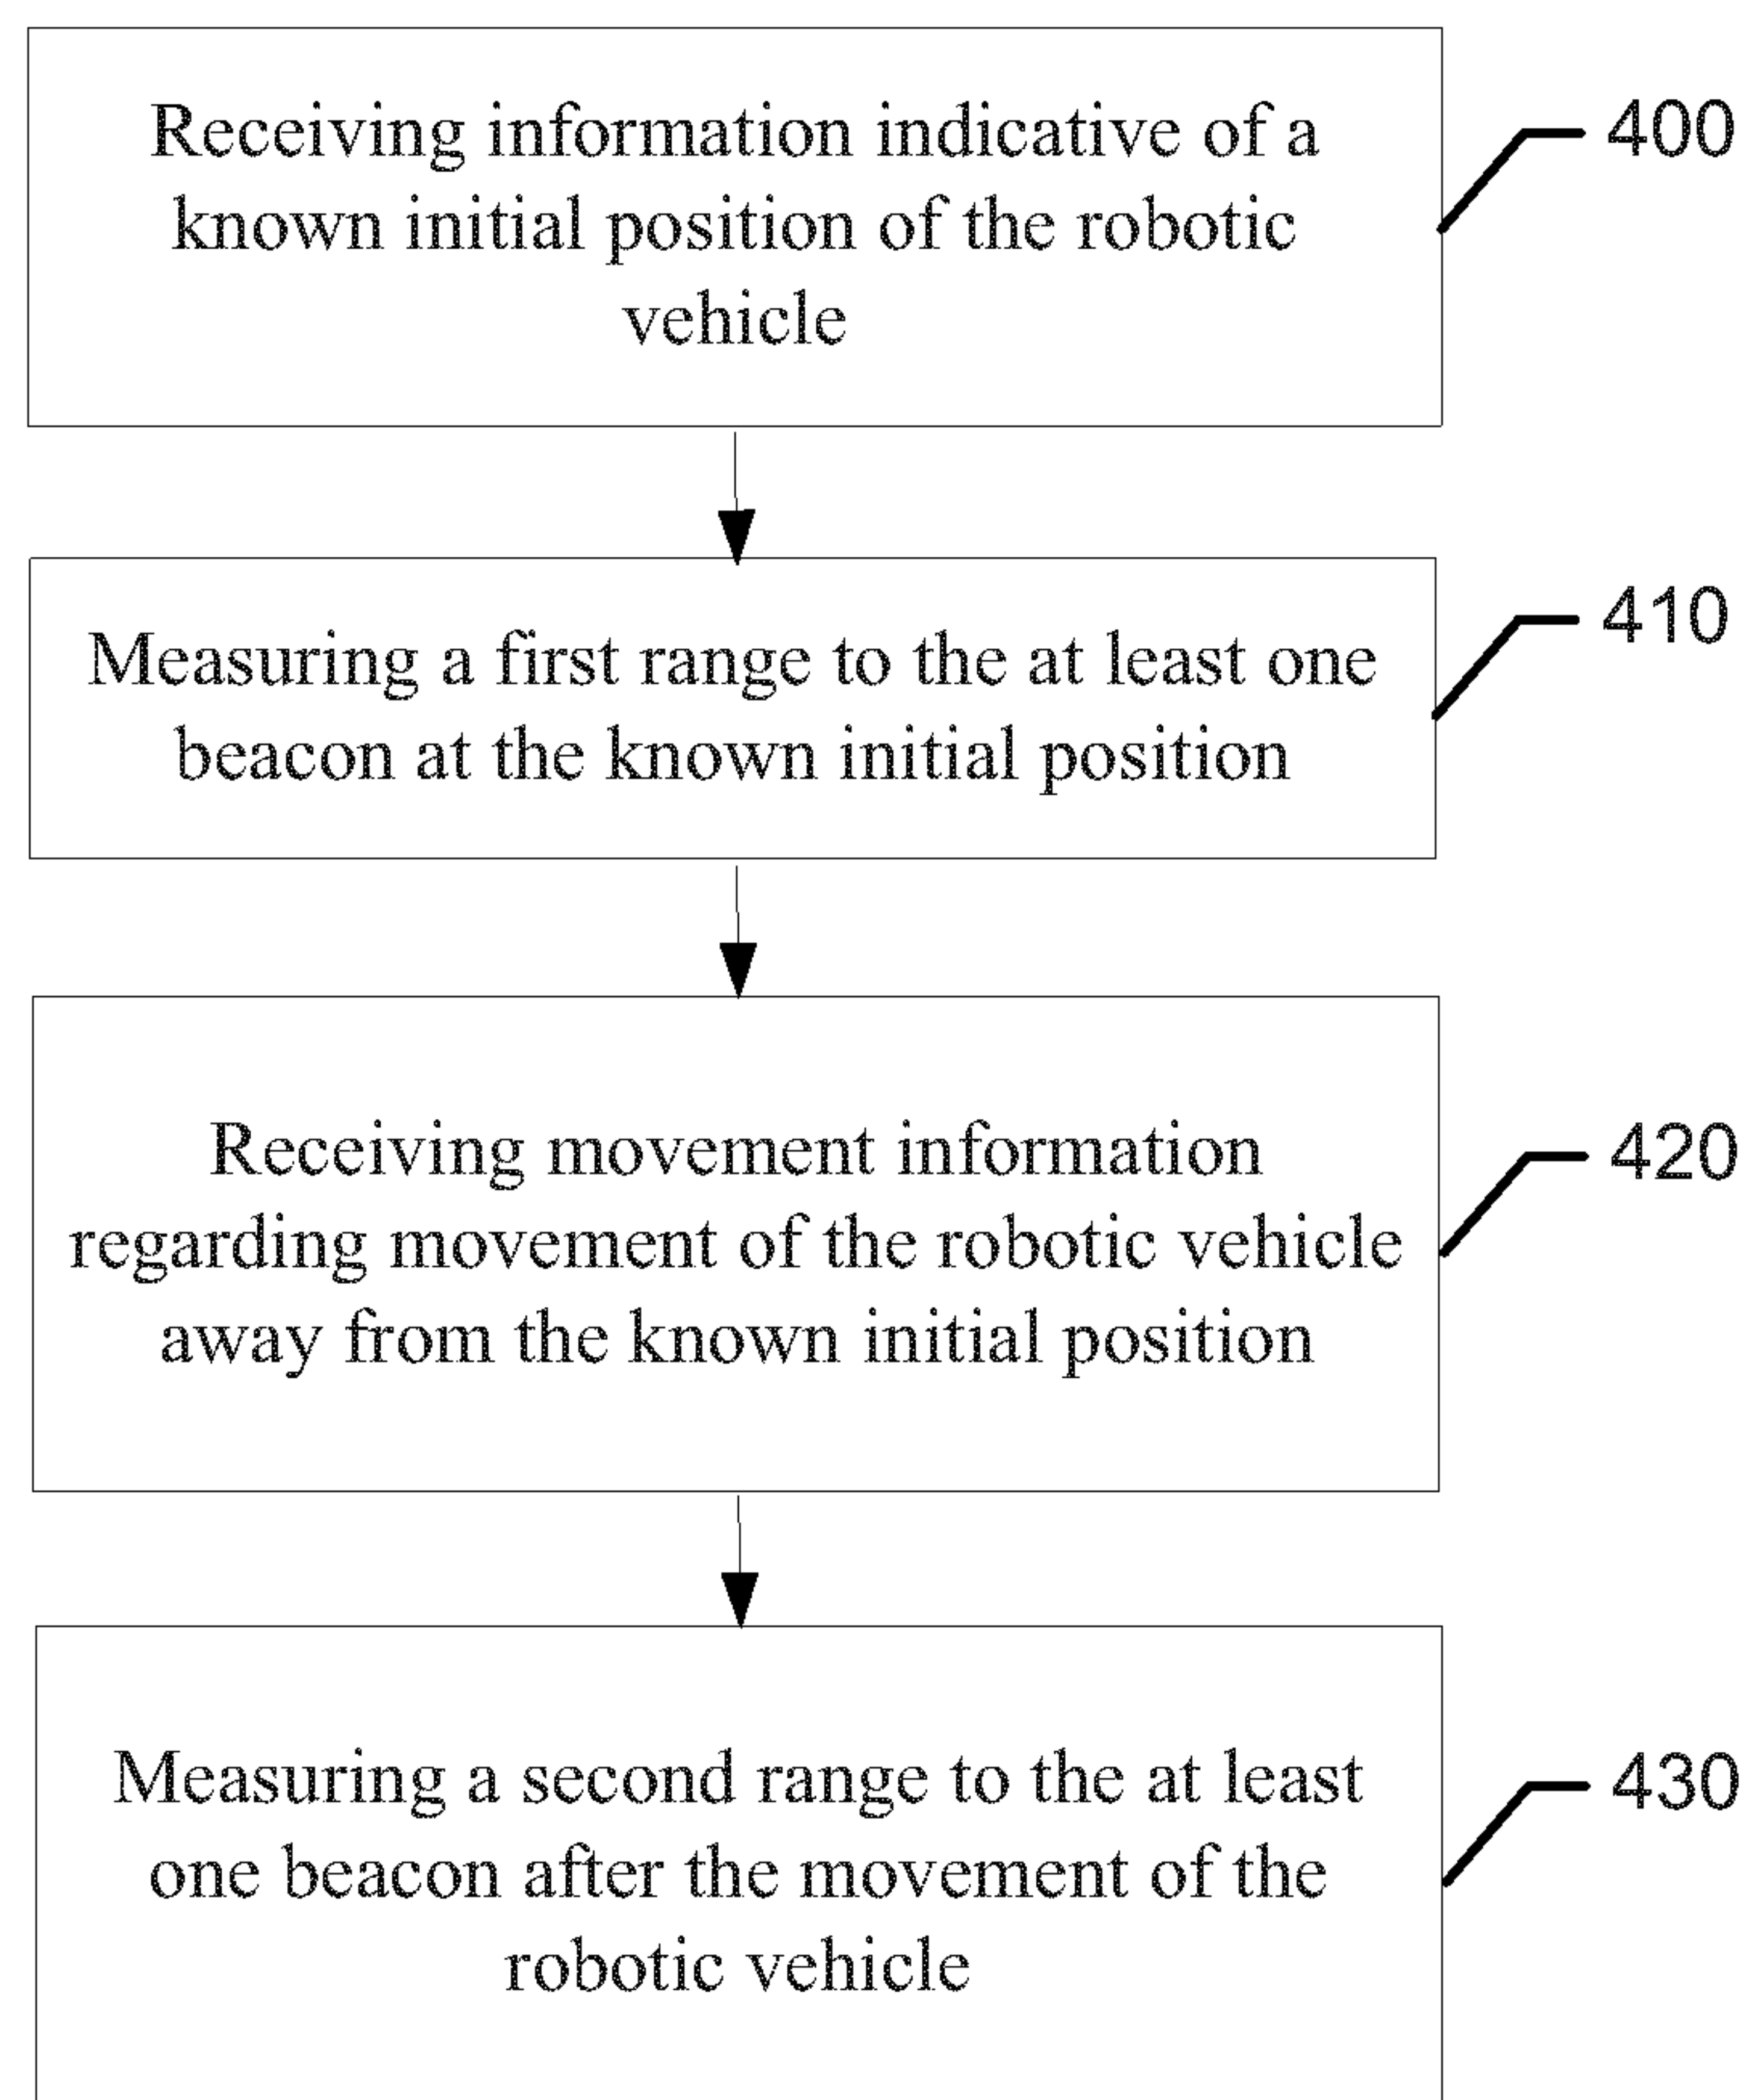 Receiving information indicative of a
known initial position of the robotic
vehicle
400
Measuring a first range to the at least one
beacon at the known initial position
410
Receiving movement information
regarding movement of the robotic vehicle
away from the known initial position
420
Measuring a second range to the at least
one beacon after the movement of the
robotic vehicle
430